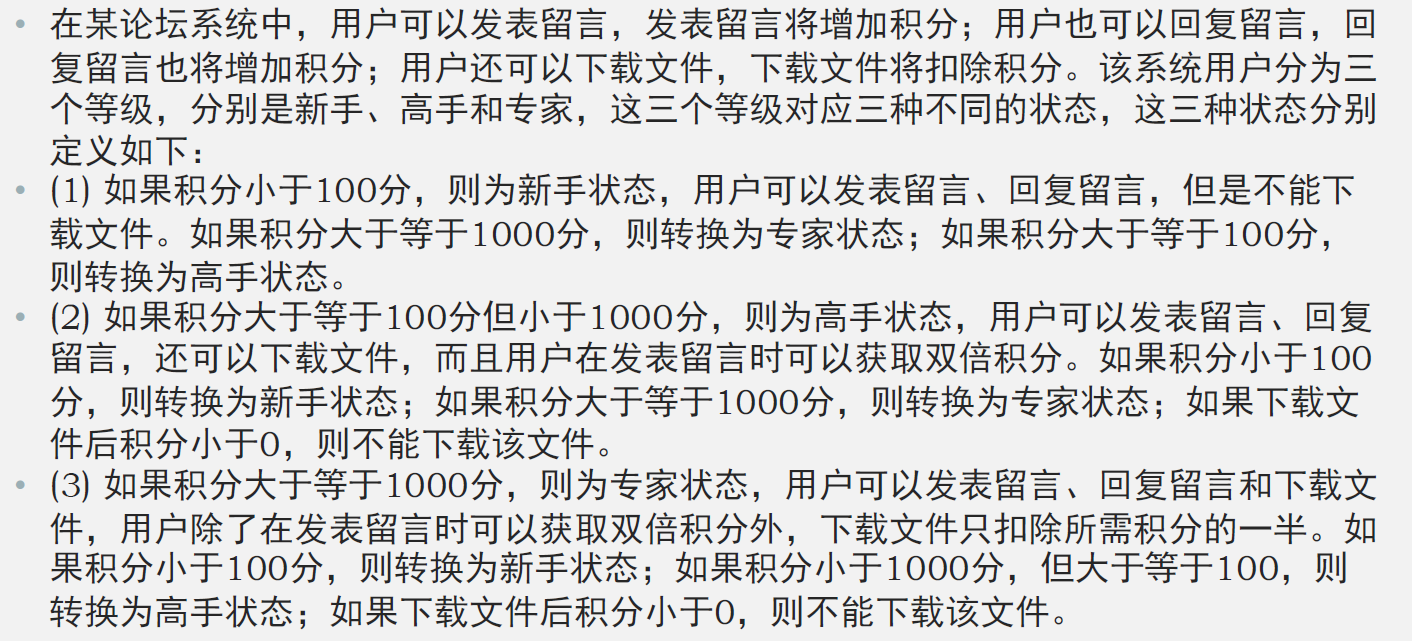 • 在某论坛系统中，用户可以发表留言，发表留言将增加积分；用户也可以回复留言，回
复留言也将增加积分；用户还可以下载文件，下载文件将扣除积分。该系统用户分为三
个等级，分别是新手、高手和专家，这三个等级对应三种不同的状态，这三种状态分别
定义如下：
• (1) 如果积分小于100分，则为新手状态，用户可以发表留言、回复留言，但是不能下
载文件。如果积分大于等于1000分，则转换为专家状态；如果积分大于等于100分，
则转换为高手状态。
• (2) 如果积分大于等于100分但小于1000分，则为高手状态，用户可以发表留言、回复
留言，还可以下载文件，而且用户在发表留言时可以获取双倍积分。如果积分小于100
分，则转换为新手状态；如果积分大于等于1000分，则转换为专家状态；如果下载文
件后积分小于0，则不能下载该文件。
• (3) 如果积分大于等于1000分，则为专家状态，用户可以发表留言、回复留言和下载文
件，用户除了在发表留言时可以获取双倍积分外，下载文件只扣除所需积分的一半。如
果积分小于100分，则转换为新手状态；如果积分小于1000分，但大于等于100，则
转换为高手状态；如果下载文件后积分小于0，则不能下载该文件。